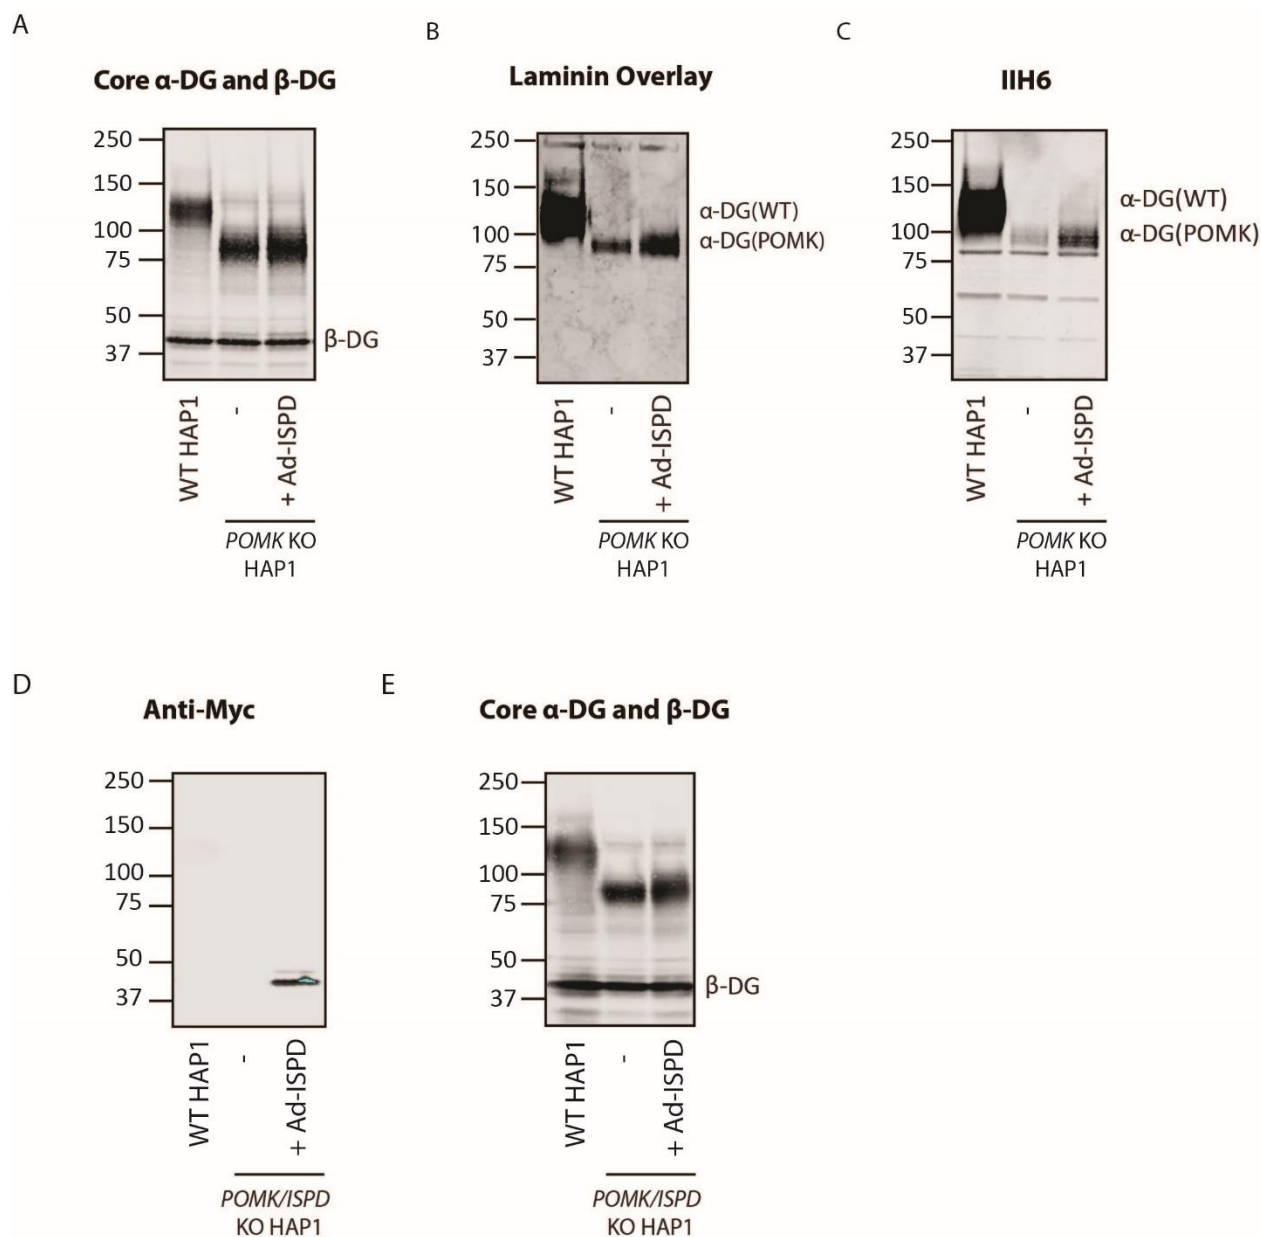 A
Core α-DG and β-DG
250
150
100
75
50
37
β-DG
WT HAP1
-
+ Ad-ISPD
POMK KO
HAP1
B
Laminin Overlay
250
150
100
75
50
37
α-DG(WT)
α-DG(POMK)
WT HAP1
-
+ Ad-ISPD
POMK KO
HAP1
C
IIH6
250
150
100
75
50
37
α-DG(WT)
α-DG(POMK)
WT HAP1
-
+ Ad-ISPD
POMK KO
HAP1
D
Anti-Myc
250
150
100
75
50
37
WT HAP1
-
+ Ad-ISPD
POMK/ISPD
KO HAP1
E
Core α-DG and β-DG
250
150
100
75
50
37
β-DG
WT HAP1
-
+ Ad-ISPD
POMK/ISPD
KO HAP1